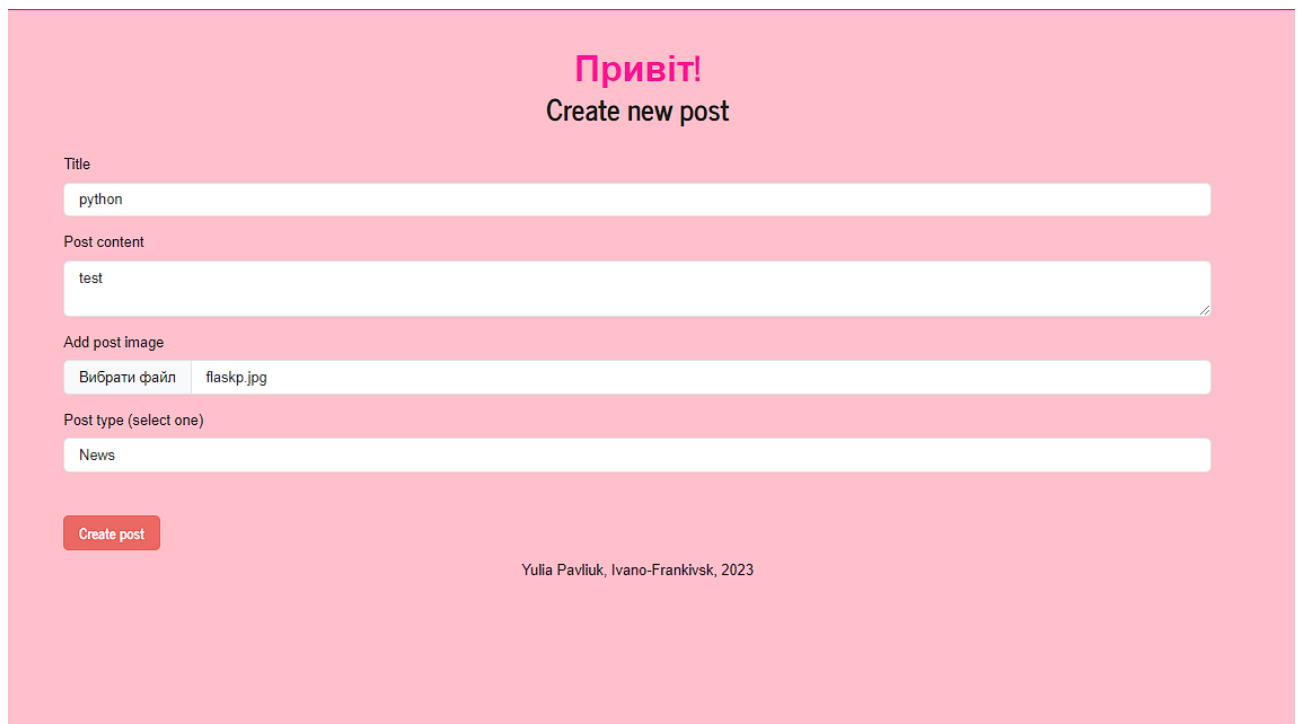 Привіт!
Create new post
Title
python
Post content
test
Add post image
Вибрати файл flaskp.jpg
Post type (select one)
News
Create post
Yulia Pavliuk, Ivano-Frankivsk, 2023